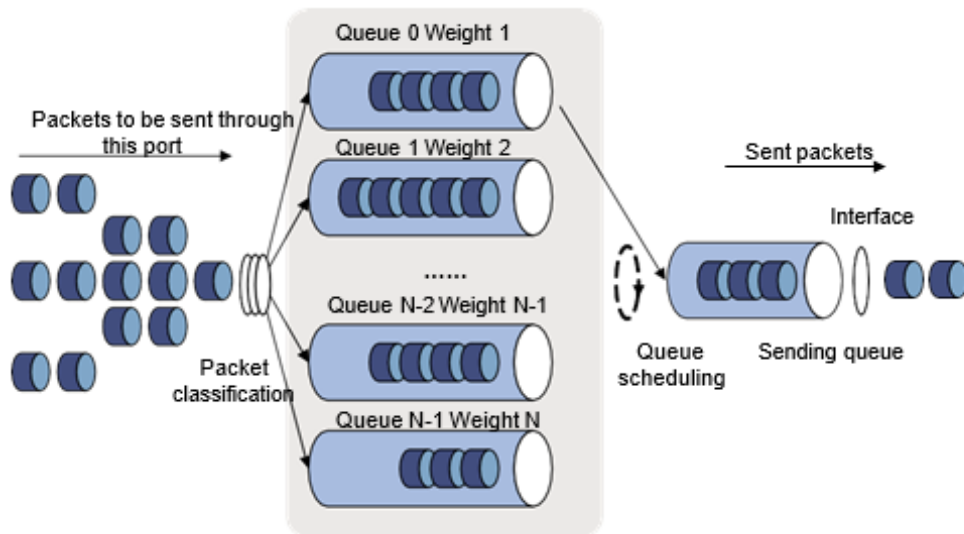 Queue 0 Weight 1
Packets to be sent through
this port
Queue 1 Weight 2
Sent packets
Interface
......
Queue N-2 Weight N-1
Packet
classification
Queue
scheduling
Sending queue
Queue N-1 Weight N